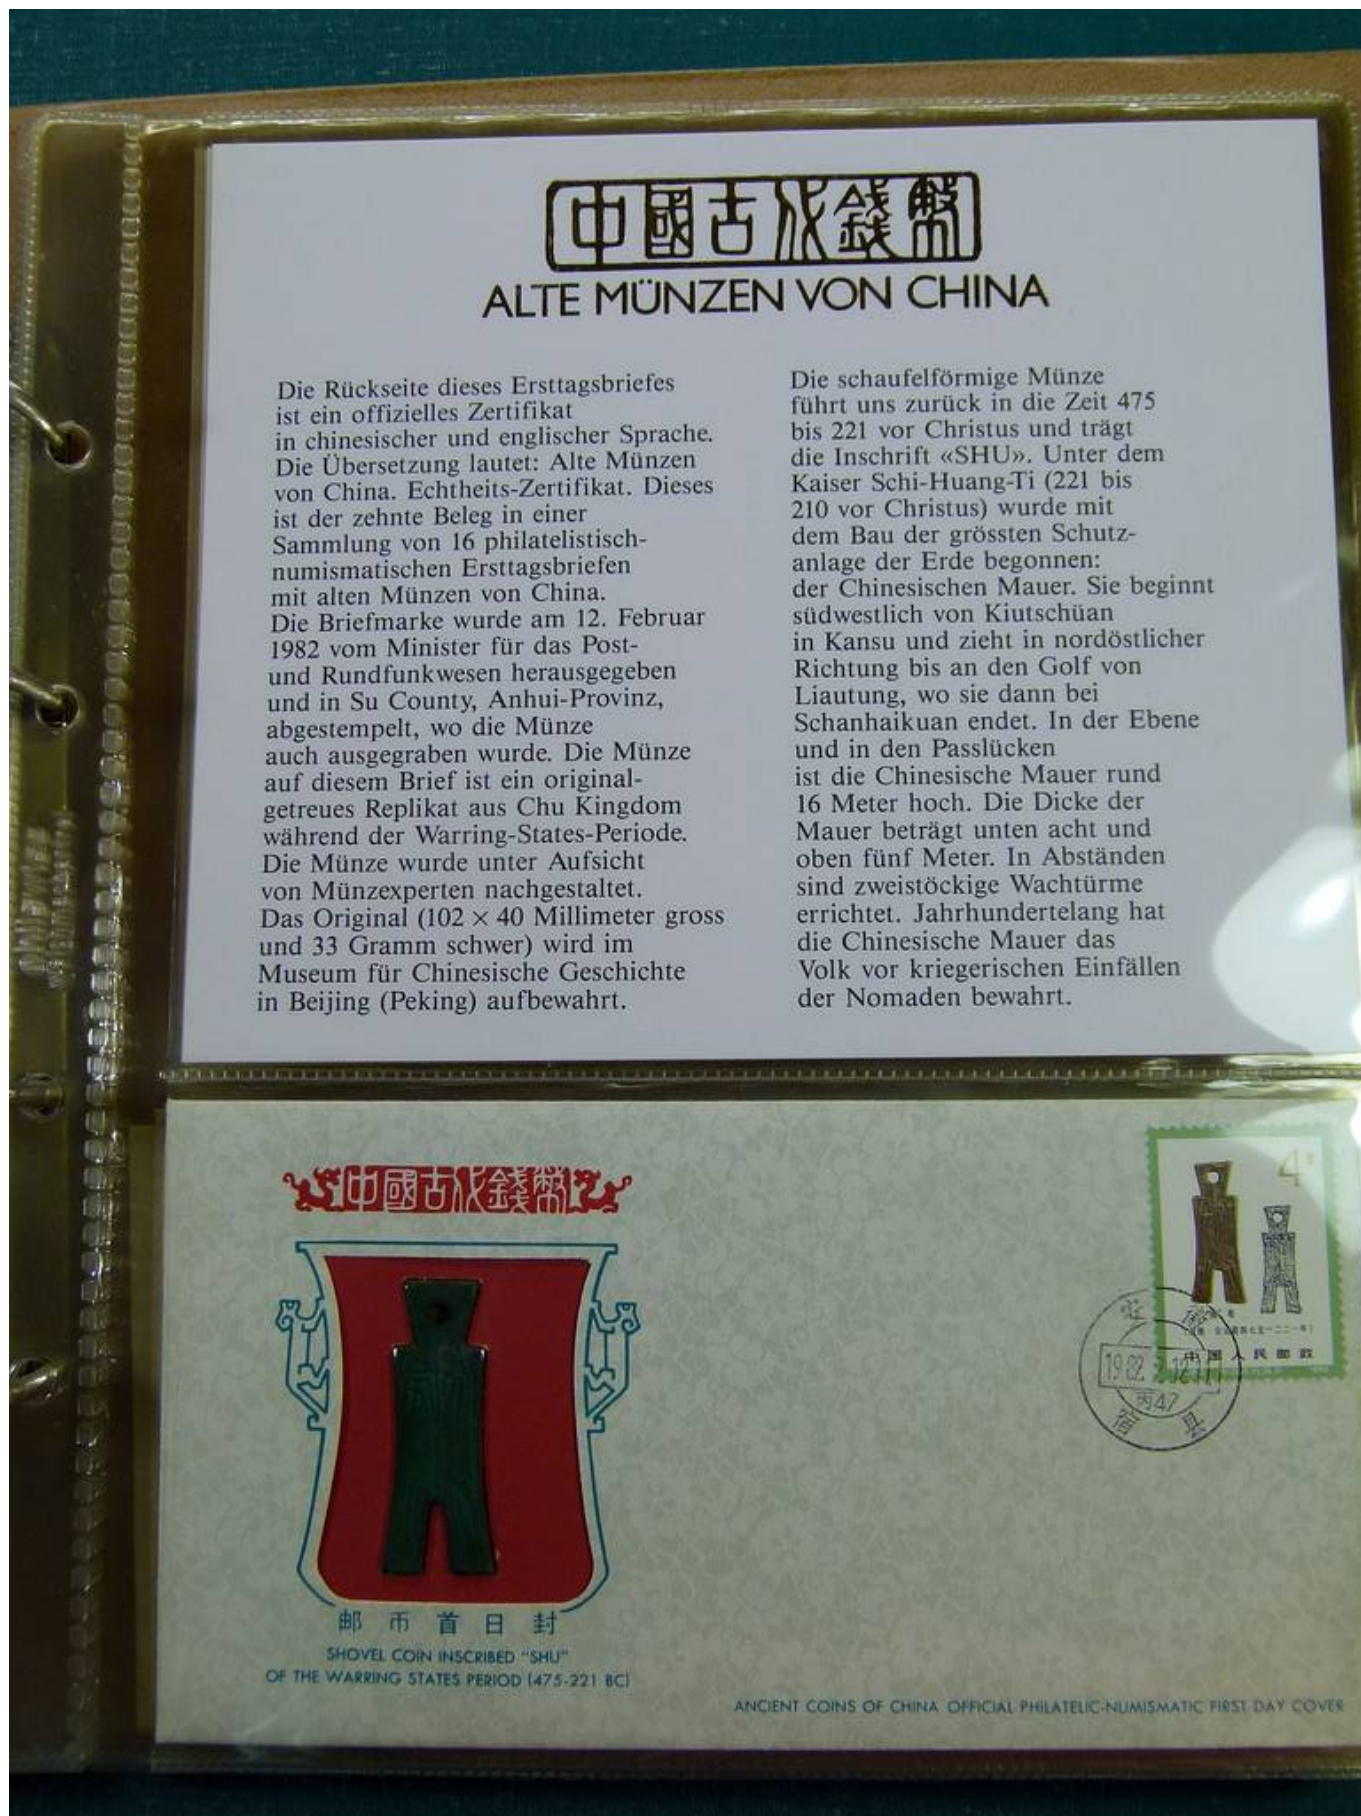 中國古代錢幣
ALTE MÜNZEN VON CHINA
Die Rückseite dieses Ersttagsbriefes
ist ein offizielles Zertifikat
in chinesischer und englischer Sprache.
Die Übersetzung lautet: Alte Münzen
von China. Echtheits-Zertifikat. Dieses
ist der zehnte Beleg in einer
Sammlung von 16 philatelistisch-
numismatischen Ersttagsbriefen
mit alten Münzen von China.
Die Briefmarke wurde am 12. Februar
1982 vom Minister für das Post-
und Rundfunkwesen herausgegeben
und in Su County, Anhui-Provinz,
abgestempelt, wo die Münze
auch ausgegraben wurde. Die Münze
auf diesem Brief ist ein original-
getreues Replikat aus Chu Kingdom
während der Warring-States-Periode.
Die Münze wurde unter Aufsicht
von Münzexperten nachgestaltet.
Das Original (102 × 40 Millimeter gross
und 33 Gramm schwer) wird im
Museum für Chinesische Geschichte
in Beijing (Peking) aufbewahrt.
Die schaufelförmige Münze
führt uns zurück in die Zeit 475
bis 221 vor Christus und trägt
die Inschrift «SHU». Unter dem
Kaiser Schi-Huang-Ti (221 bis
210 vor Christus) wurde mit
dem Bau der grössten Schutz-
anlage der Erde begonnen:
der Chinesischen Mauer. Sie beginnt
südwestlich von Kiutschüan
in Kansu und zieht in nordöstlicher
Richtung bis an den Golf von
Liautung, wo sie dann bei
Schanhaikuan endet. In der Ebene
und in den Passlücken
ist die Chinesische Mauer rund
16 Meter hoch. Die Dicke der
Mauer beträgt unten acht und
oben fünf Meter. In Abständen
sind zweistöckige Wachtürme
errichtet. Jahrhundertelang hat
die Chinesische Mauer das
Volk vor kriegerischen Einfällen
der Nomaden bewahrt.
中國古代錢幣
4
中国人民邮政
1982
丙47
宿县
邮币首日封
SHOVEL COIN INSCRIBED "SHU"
OF THE WARRING STATES PERIOD (475-221 BC)
ANCIENT COINS OF CHINA OFFICIAL PHILATELIC-NUMISMATIC FIRST DAY COVER